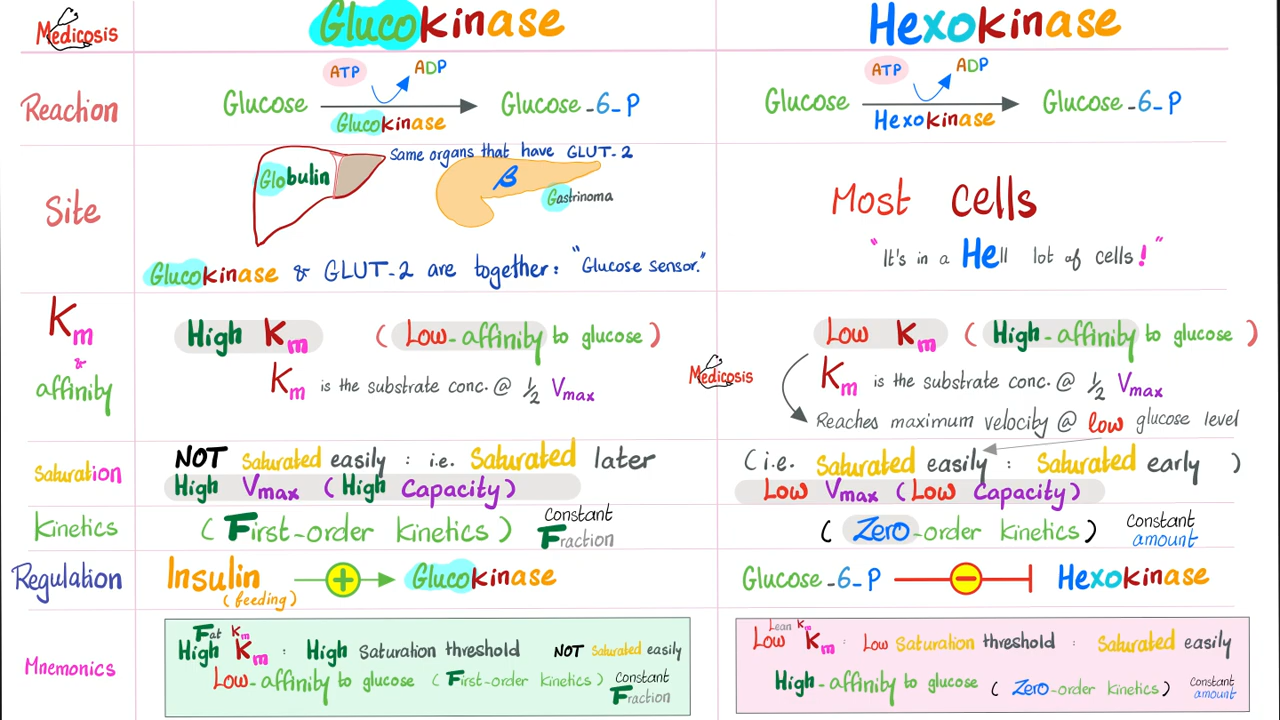 Medicosis
Glucokinase
Hexokinase
Reaction
ATP ADP
Glucose Glucose-6-P
Glucokinase
ATP ADP
Glucose Glucose-6-P
Hexokinase
Site
Same organs that have GLUT-2
Globulin
β
Gastrinoma
Glucokinase & GLUT-2 are together: "Glucose sensor."
Most Cells
"It's in a Hell lot of cells!"
Km
&
affinity
High Km (Low-affinity to glucose)
Km is the substrate conc. @ 1/2 Vmax
Medicosis
Low Km (High-affinity to glucose)
Km is the substrate conc. @ 1/2 Vmax
Reaches maximum velocity @ low glucose level
Saturation
NOT Saturated easily : i.e. Saturated later
High Vmax (High Capacity)
(i.e. Saturated easily : Saturated early )
Low Vmax (Low Capacity)
Kinetics
(First-order kinetics) Constant
Fraction
(Zero-order kinetics) Constant
amount
Regulation
Insulin + Glucokinase
(feeding)
Glucose-6-P - Hexokinase
Mnemonics
Fat Km
High Km : High Saturation threshold NOT Saturated easily
Low-affinity to glucose (First-order kinetics) Constant
Fraction
Lean Km
Low Km : Low Saturation threshold : Saturated easily
High-affinity to glucose (Zero-order kinetics) Constant
amount